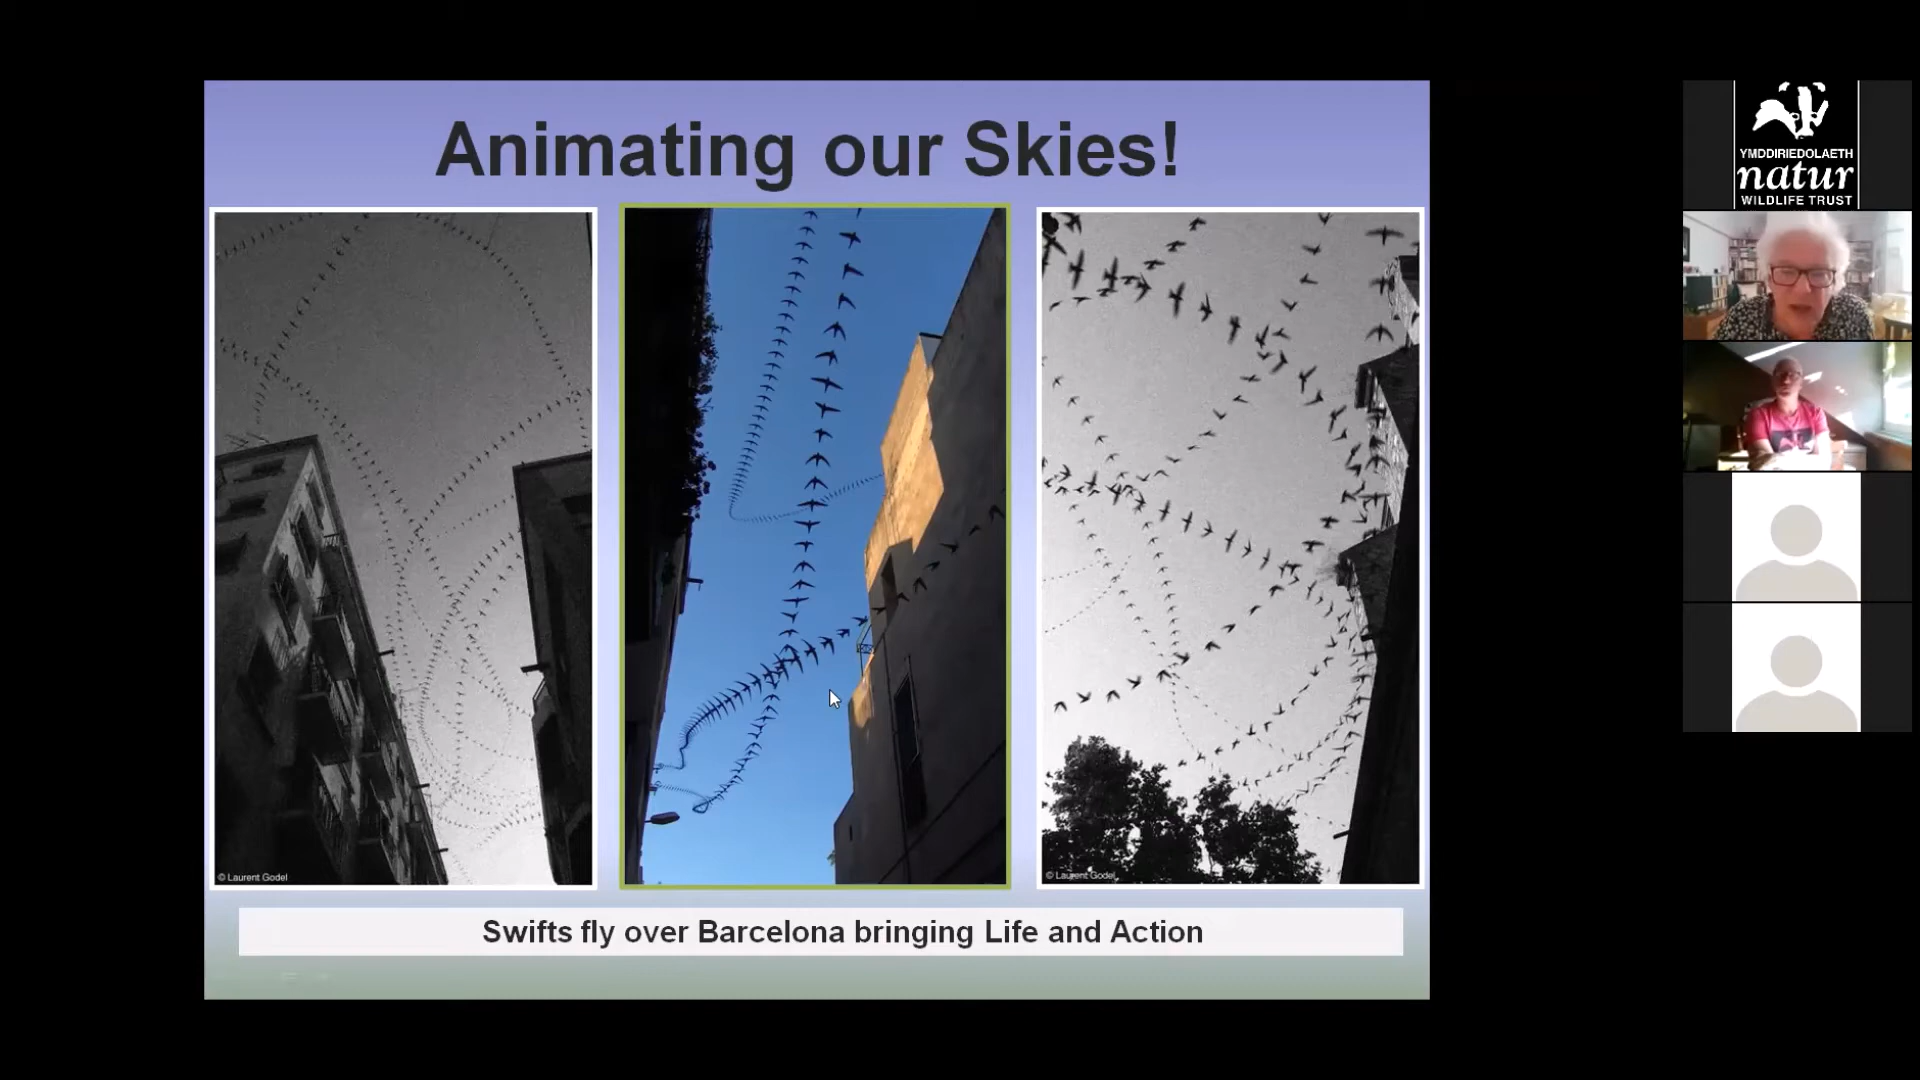 Animating our Skies!
© Laurent Godel
© Laurent Godel
Swifts fly over Barcelona bringing Life and Action
YMDDIRIEDOLAETH
natur
WILDLIFE TRUST